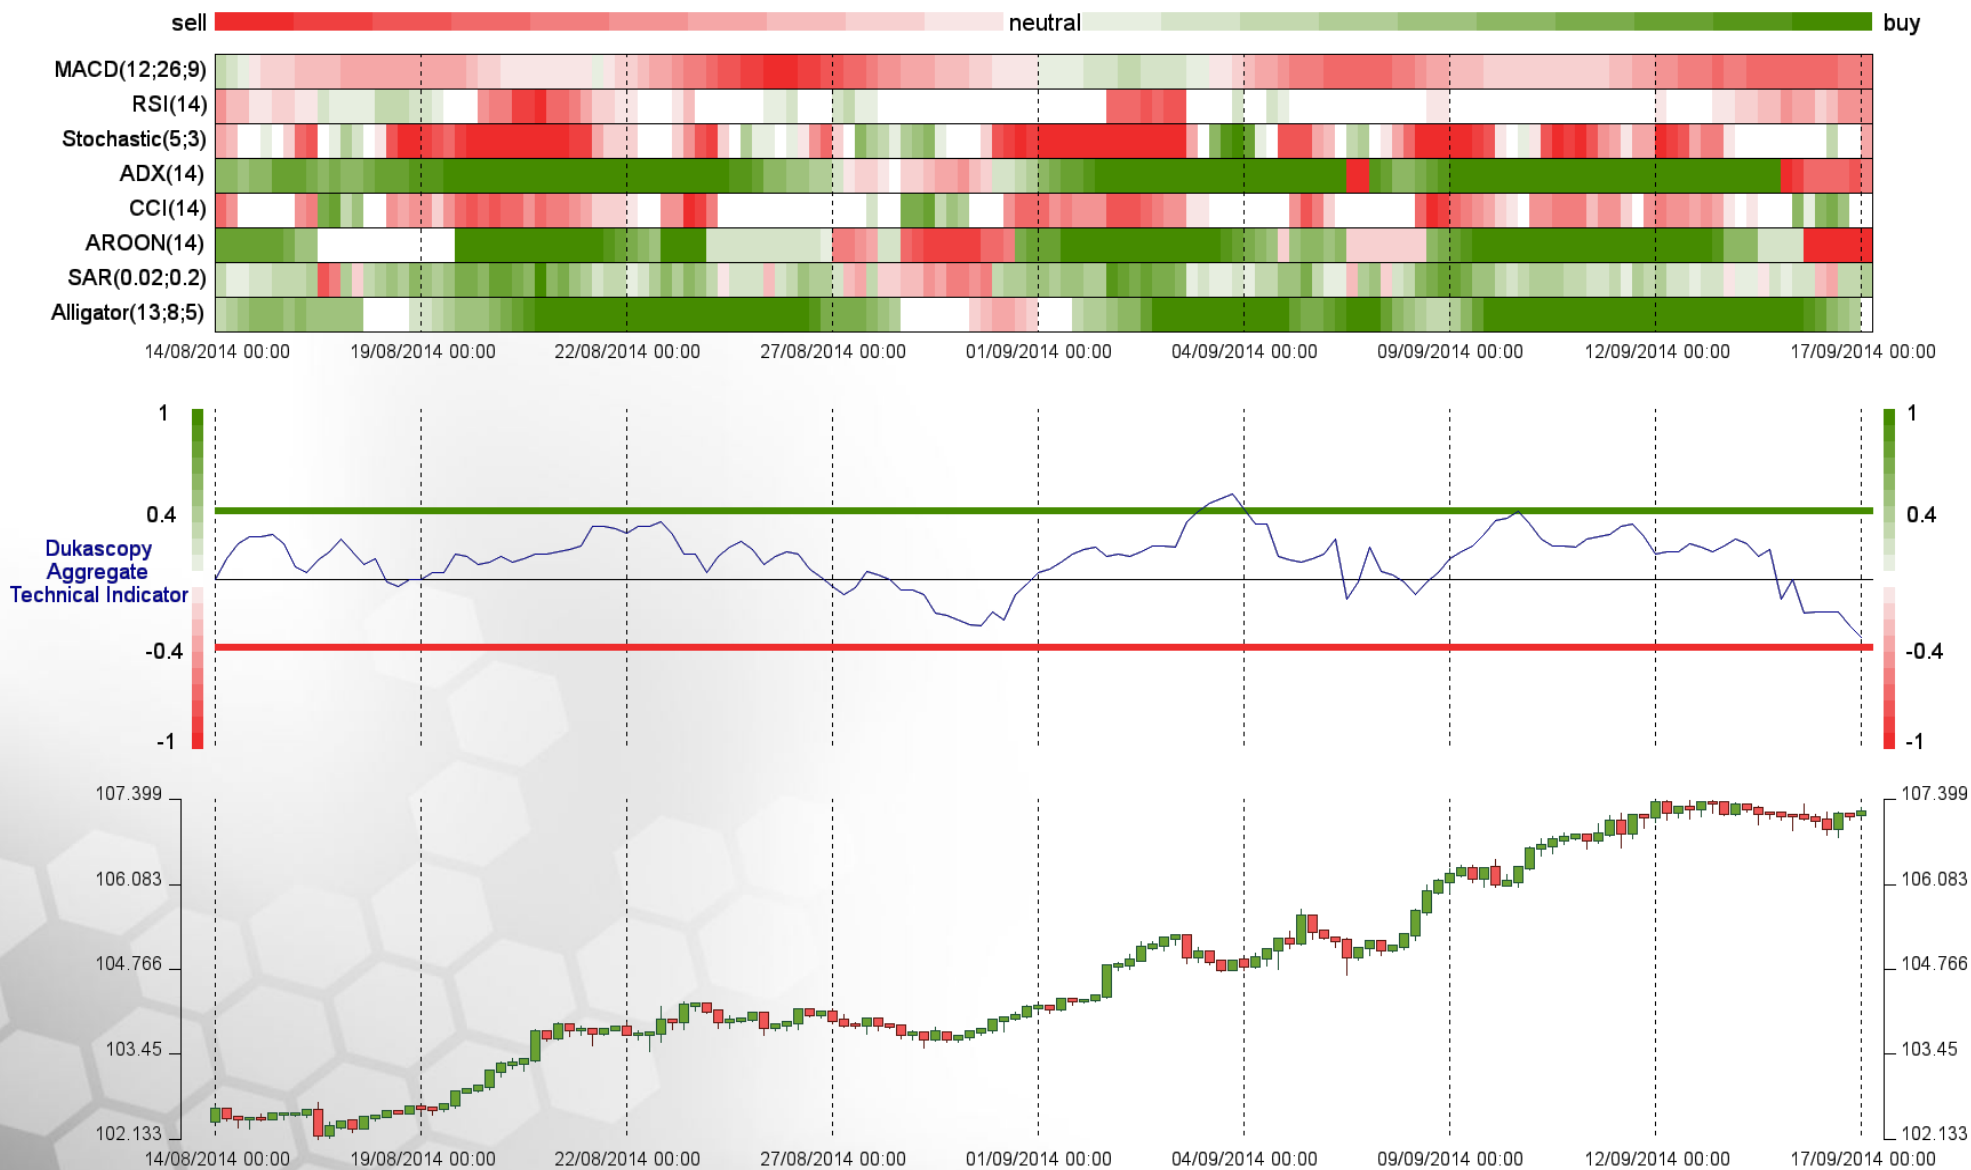 sell neutral buy
MACD(12;26;9)
RSI(14)
Stochastic(5;3)
ADX(14)
CCI(14)
AROON(14)
SAR(0.02;0.2)
Alligator(13;8;5)
14/08/2014 00:00 19/08/2014 00:00 22/08/2014 00:00 27/08/2014 00:00 01/09/2014 00:00 04/09/2014 00:00 09/09/2014 00:00 12/09/2014 00:00 17/09/2014 00:00
1 1
0.4 0.4
Dukascopy
Aggregate
Technical Indicator
-0.4 -0.4
-1 -1
107.399 107.399
106.083 106.083
104.766 104.766
103.45 103.45
102.133 102.133
14/08/2014 00:00 19/08/2014 00:00 22/08/2014 00:00 27/08/2014 00:00 01/09/2014 00:00 04/09/2014 00:00 09/09/2014 00:00 12/09/2014 00:00 17/09/2014 00:00